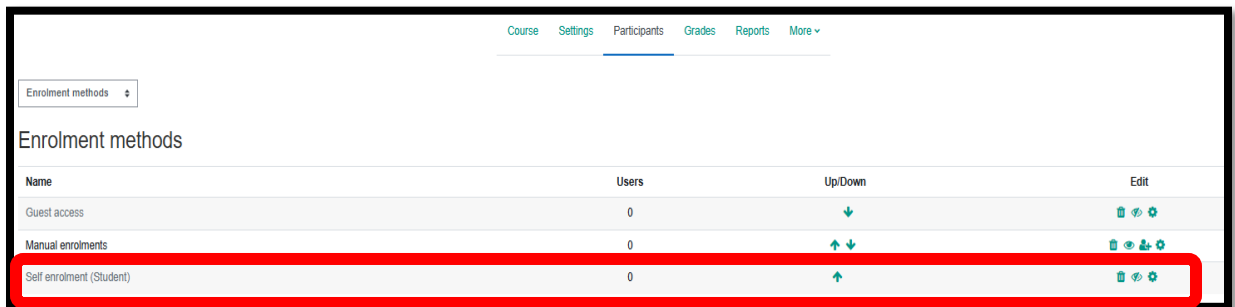 Course Settings Participants Grades Reports More
Enrolment methods
Enrolment methods
Name Users Up/Down Edit
Guest access 0
Manual enrolments 0
Self enrolment (Student) 0